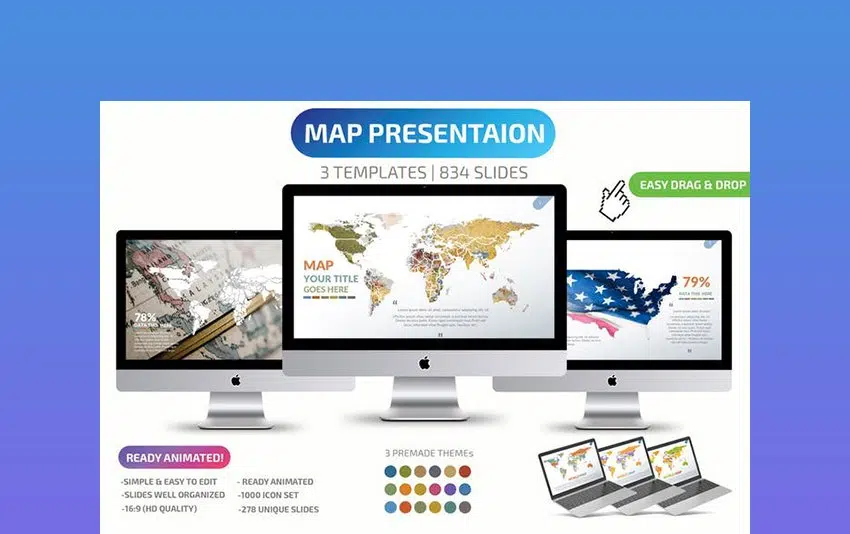 MAP PRESENTAION
3 TEMPLATES | 834 SLIDES
EASY DRAG & DROP
MAP
YOUR TITLE
GOES HERE
78%
DATA THIS HERE
79%
DATA THIS HERE
READY ANIMATED!
-SIMPLE & EASY TO EDIT
-SLIDES WELL ORGANIZED
-16:9 (HD QUALITY)
- READY ANIMATED
-1000 ICON SET
-278 UNIQUE SLIDES
3 PREMADE THEMEs